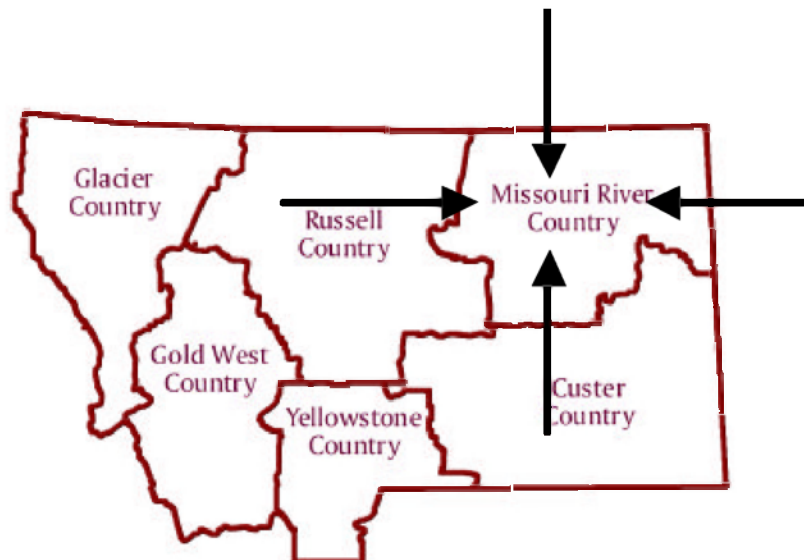 Glacier
Country
Missouri River
Country
Russell
Country
Gold West
Country
Custer
Country
Yellowstone
Country